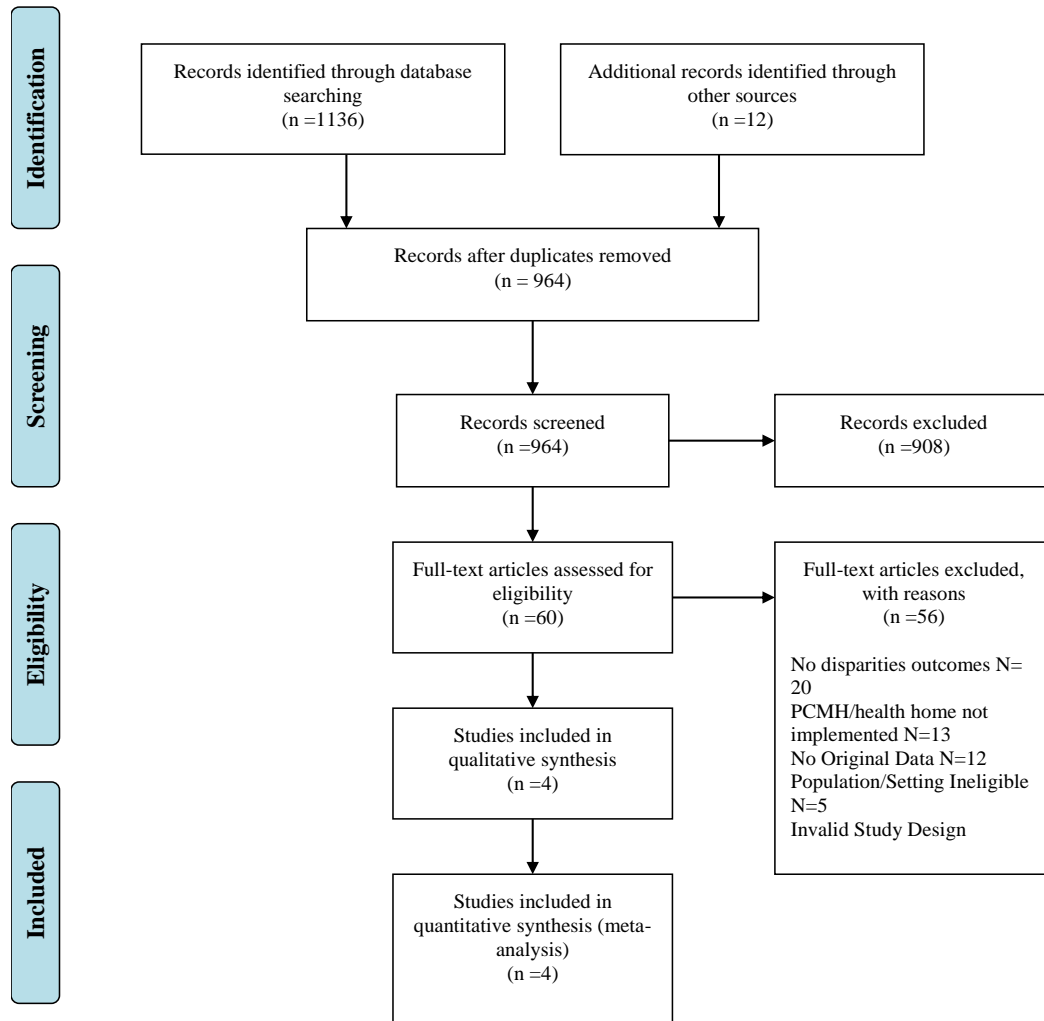 Identification
Records identified through database
searching
(n =1136)
Additional records identified through
other sources
(n =12)
Records after duplicates removed
(n = 964)
Screening
Records screened
(n =964)
Records excluded
(n =908)
Eligibility
Full-text articles assessed for
eligibility
(n =60)
Full-text articles excluded,
with reasons
(n =56)
No disparities outcomes N=
20
PCMH/health home not
implemented N=13
No Original Data N=12
Population/Setting Ineligible
N=5
Invalid Study Design
Studies included in
qualitative synthesis
(n =4)
Included
Studies included in
quantitative synthesis (meta-
analysis)
(n =4)